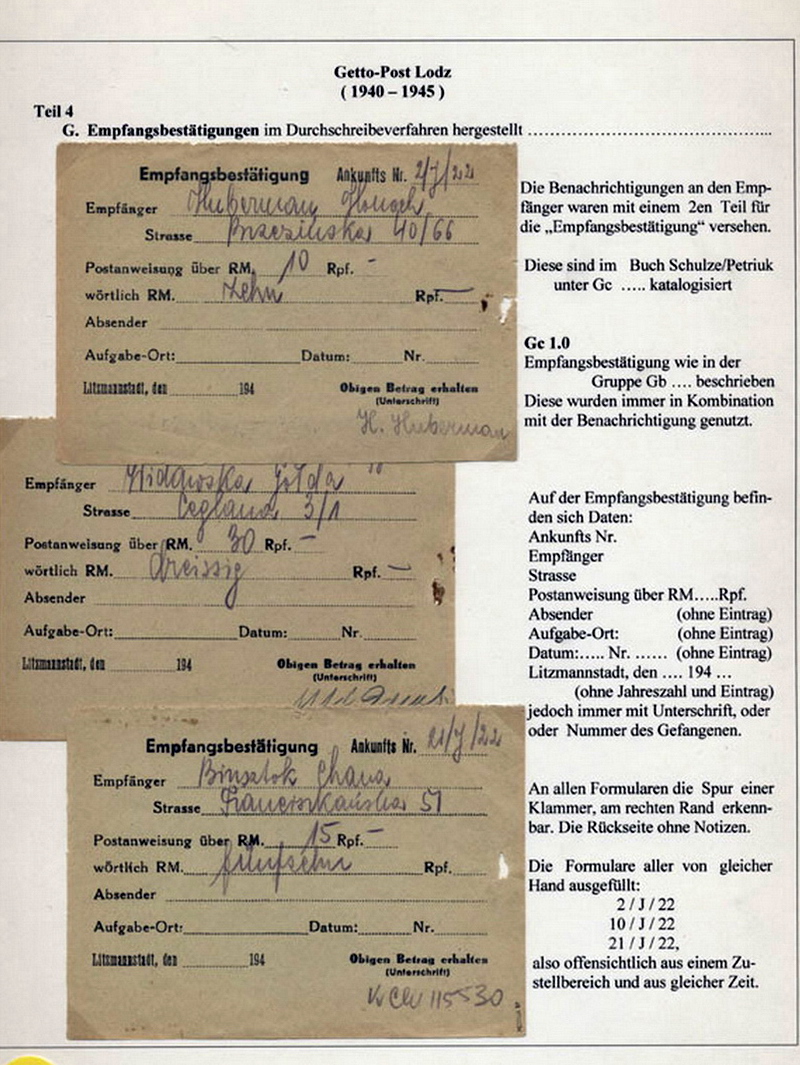 Getto-Post Lodz
( 1940 – 1945 )
Teil 4
G. Empfangsbestätigungen im Durchschreibeverfahren hergestellt
Empfangsbestätigung Ankunfts Nr. 2/J/22
Empfänger Huberman
Strasse Brzezinska 40/66
Postanweisung über RM. 10 Rpf. -
wörtlich RM. Zehn Rpf. -
Absender
Aufgabe-Ort: Datum: Nr.
Litzmannstadt, den 194
Obigen Betrag erhalten
(Unterschrift)
H. Huberman
Empfänger Widawska Golda
Strasse Cegland 3/1
Postanweisung über RM. 30 Rpf. -
wörtlich RM. dreissig Rpf. -
Absender
Aufgabe-Ort: Datum: Nr.
Litzmannstadt, den 194
Obigen Betrag erhalten
(Unterschrift)
Empfangsbestätigung Ankunfts Nr. 21/J/22
Empfänger Binsztok Chana
Strasse 51
Postanweisung über RM. 15 Rpf. -
wörtlich RM. fünfzehn Rpf.
Absender
Aufgabe-Ort: Datum: Nr.
Litzmannstadt, den 194
Obigen Betrag erhalten
(Unterschrift)
115530
Die Benachrichtigungen an den Emp-
fänger waren mit einem 2en Teil für
die „Empfangsbestätigung“ versehen.
Diese sind im Buch Schulze/Petriuk
unter Gc ….. katalogisiert
Gc 1.0
Empfangsbestätigung wie in der
Gruppe Gb …. beschrieben
Diese wurden immer in Kombination
mit der Benachrichtigung genutzt.
Auf der Empfangsbestätigung befin-
den sich Daten:
Ankunfts Nr.
Empfänger
Strasse
Postanweisung über RM…..Rpf.
Absender (ohne Eintrag)
Aufgabe-Ort: (ohne Eintrag)
Datum:….. Nr. …… (ohne Eintrag)
Litzmannstadt, den …. 194 …
(ohne Jahreszahl und Eintrag)
jedoch immer mit Unterschrift, oder
oder Nummer des Gefangenen.
An allen Formularen die Spur einer
Klammer, am rechten Rand erkenn-
bar. Die Rückseite ohne Notizen.
Die Formulare aller von gleicher
Hand ausgefüllt:
2 / J / 22
10 / J / 22
21 / J / 22,
also offensichtlich aus einem Zu-
stellbereich und aus gleicher Zeit.